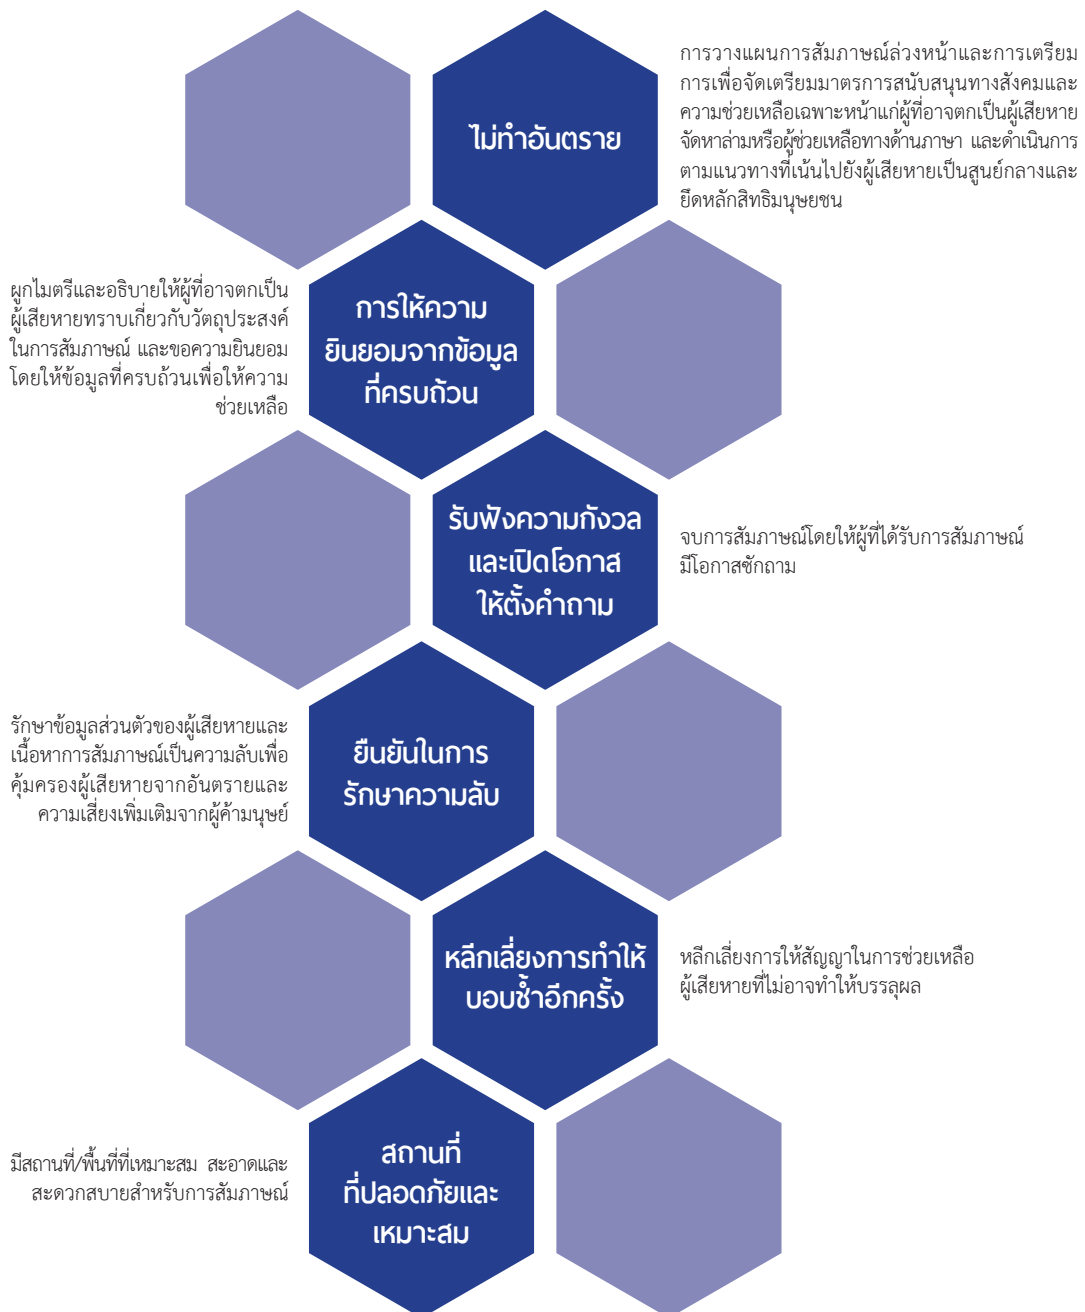 ไม่ทำอันตราย
การวางแผนการสัมภาษณ์ล่วงหน้าและการเตรียม
การเพื่อจัดเตรียมมาตรการสนับสนุนทางสังคมและ
ความช่วยเหลือเฉพาะหน้าแก่ผู้ที่อาจตกเป็นผู้เสียหาย
จัดหาล่ามหรือผู้ช่วยเหลือทางด้านภาษา และดำเนินการ
ตามแนวทางที่เน้นไปยังผู้เสียหายเป็นสูนย์กลางและ
ยึดหลักสิทธิมนุษยชน
การให้ความ
ยินยอมจากข้อมูล
ที่ครบถ้วน
ผูกไมตรีและอธิบายให้ผู้ที่อาจตกเป็น
ผู้เสียหายทราบเกี่ยวกับวัตถุประสงค์
ในการสัมภาษณ์ และขอความยินยอม
โดยให้ข้อมูลที่ครบถ้วนเพื่อให้ความ
ช่วยเหลือ
รับฟังความกังวล
และเปิดโอกาส
ให้ตั้งคำถาม
จบการสัมภาษณ์โดยให้ผู้ที่ได้รับการสัมภาษณ์
มีโอกาสซักถาม
ยืนยันในการ
รักษาความลับ
รักษาข้อมูลส่วนตัวของผู้เสียหายและ
เนื้อหาการสัมภาษณ์เป็นความลับเพื่อ
คุ้มครองผู้เสียหายจากอันตรายและ
ความเสี่ยงเพิ่มเติมจากผู้ค้ามนุษย์
หลีกเลี่ยงการทำให้
บอบช้ำอีกครั้ง
หลีกเลี่ยงการให้สัญญาในการช่วยเหลือ
ผู้เสียหายที่ไม่อาจทำให้บรรลุผล
สถานที่
ที่ปลอดภัยและ
เหมาะสม
มีสถานที่/พื้นที่ที่เหมาะสม สะอาดและ
สะดวกสบายสำหรับการสัมภาษณ์